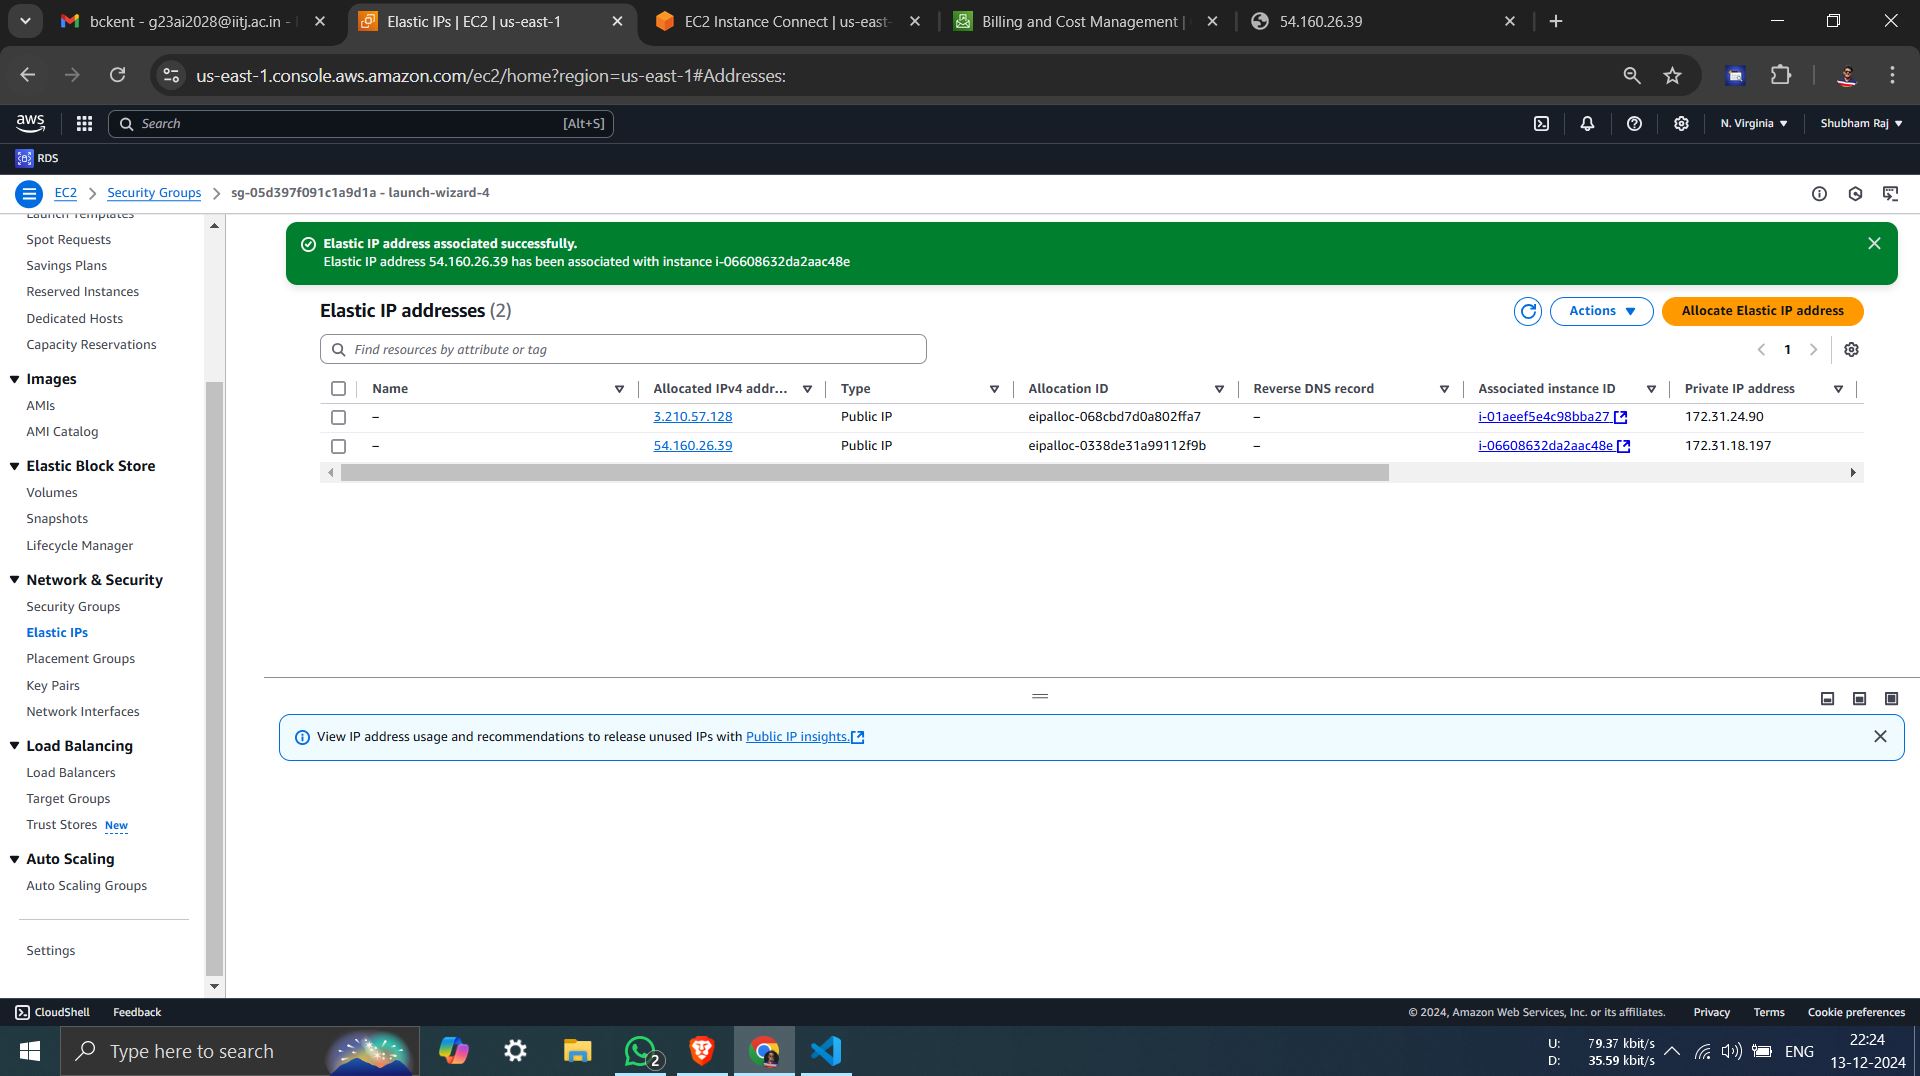 bckent - g23ai2028@iitj.ac.in -
Elastic IPs | EC2 | us-east-1
EC2 Instance Connect | us-east-
Billing and Cost Management |
54.160.26.39
us-east-1.console.aws.amazon.com/ec2/home?region=us-east-1#Addresses:
aws
Search
[Alt+S]
N. Virginia
Shubham Raj
RDS
EC2
Security Groups
sg-05d397f091c1a9d1a - launch-wizard-4
Launch Templates
Spot Requests
Savings Plans
Reserved Instances
Dedicated Hosts
Capacity Reservations
Images
AMIs
AMI Catalog
Elastic Block Store
Volumes
Snapshots
Lifecycle Manager
Network & Security
Security Groups
Elastic IPs
Placement Groups
Key Pairs
Network Interfaces
Load Balancing
Load Balancers
Target Groups
Trust Stores New
Auto Scaling
Auto Scaling Groups
Settings
Elastic IP address associated successfully.
Elastic IP address 54.160.26.39 has been associated with instance i-06608632da2aac48e
Elastic IP addresses (2)
Actions
Allocate Elastic IP address
Find resources by attribute or tag
1
Name Allocated IPv4 addr... Type Allocation ID Reverse DNS record Associated instance ID Private IP address
– 3.210.57.128 Public IP eipalloc-068cbd7d0a802ffa7 – i-01aeef5e4c98bba27 172.31.24.90
– 54.160.26.39 Public IP eipalloc-0338de31a99112f9b – i-06608632da2aac48e 172.31.18.197
View IP address usage and recommendations to release unused IPs with Public IP insights.
CloudShell
Feedback
© 2024, Amazon Web Services, Inc. or its affiliates.
Privacy
Terms
Cookie preferences
Type here to search
2
U: 79.37 kbit/s
D: 35.59 kbit/s
ENG
22:24
13-12-2024